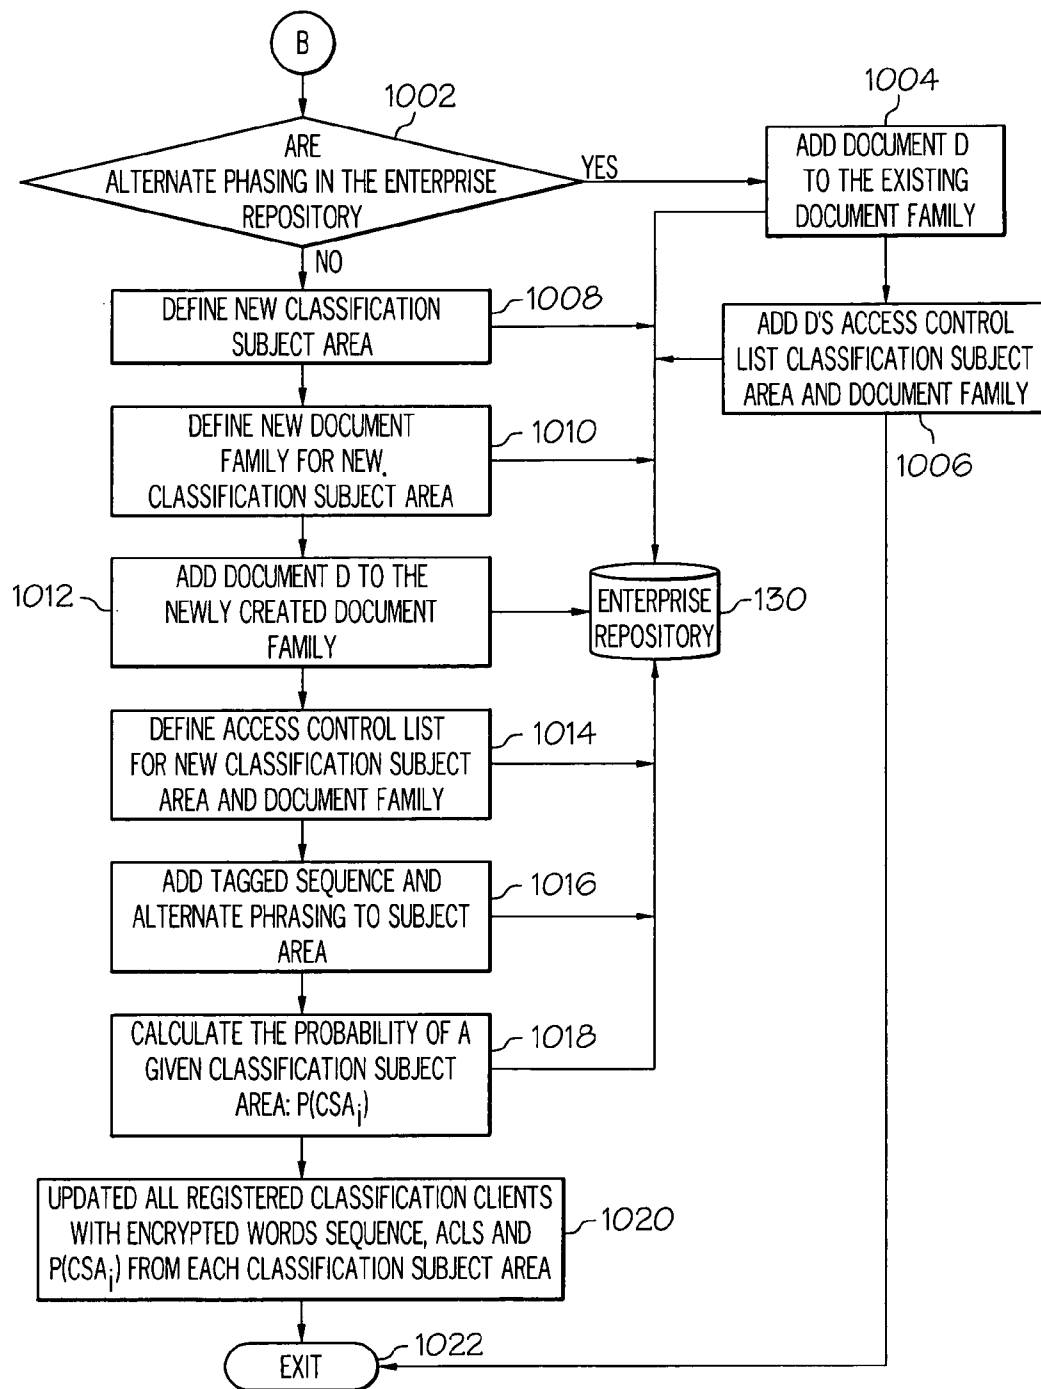 B
1002
ARE
ALTERNATE PHASING IN THE ENTERPRISE
REPOSITORY
YES
NO
1004
ADD DOCUMENT D
TO THE EXISTING
DOCUMENT FAMILY
ADD D'S ACCESS CONTROL
LIST CLASSIFICATION SUBJECT
AREA AND DOCUMENT FAMILY
1006
DEFINE NEW CLASSIFICATION
SUBJECT AREA
1008
DEFINE NEW DOCUMENT
FAMILY FOR NEW.
CLASSIFICATION SUBJECT AREA
1010
ADD DOCUMENT D TO THE
NEWLY CREATED DOCUMENT
FAMILY
1012
ENTERPRISE
REPOSITORY
130
DEFINE ACCESS CONTROL LIST
FOR NEW CLASSIFICATION SUBJECT
AREA AND DOCUMENT FAMILY
1014
ADD TAGGED SEQUENCE AND
ALTERNATE PHRASING TO SUBJECT
AREA
1016
CALCULATE THE PROBABILITY OF A
GIVEN CLASSIFICATION SUBJECT
AREA: P(CSAi)
1018
UPDATED ALL REGISTERED CLASSIFICATION CLIENTS
WITH ENCRYPTED WORDS SEQUENCE, ACLS AND
P(CSAi) FROM EACH CLASSIFICATION SUBJECT AREA
1020
EXIT
1022